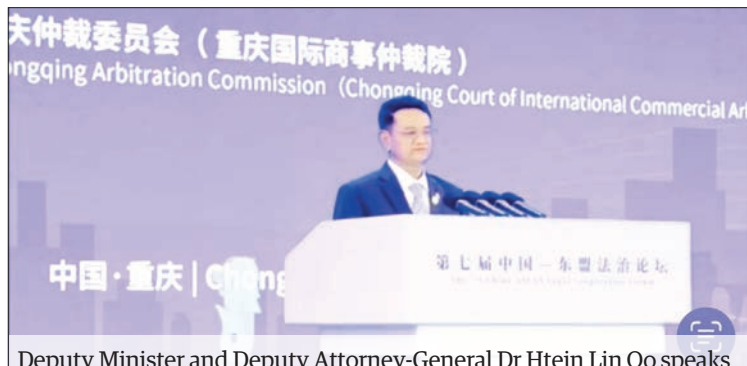 庆仲裁委员会（重庆国际商事仲裁院）
ngqing Arbitration Commission (Chongqing Court of International Commercial Ar
中国·重庆 | Chong
第七届中国—东盟法治论坛
Deputy Minister and Deputy Attorney-General Dr Htein Lin Oo speaks